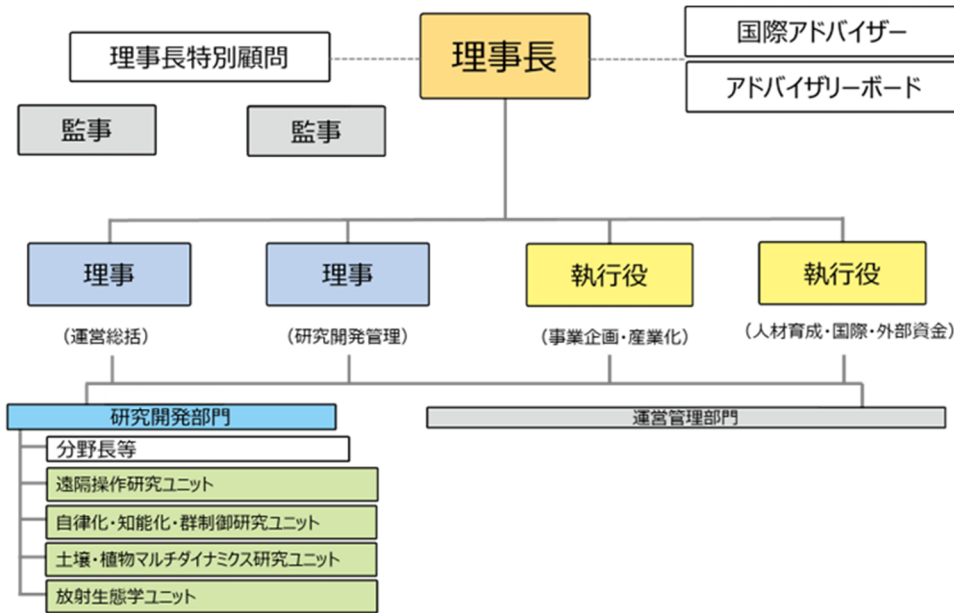 理事長特別顧問
理事長
国際アドバイザー
アドバイザリーボード
監事
監事
理事
理事
執行役
執行役
（運営総括）
（研究開発管理）
（事業企画・産業化）
（人材育成・国際・外部資金）
研究開発部門
運営管理部門
分野長等
遠隔操作研究ユニット
自律化・知能化・群制御研究ユニット
土壌・植物マルチダイナミクス研究ユニット
放射生態学ユニット